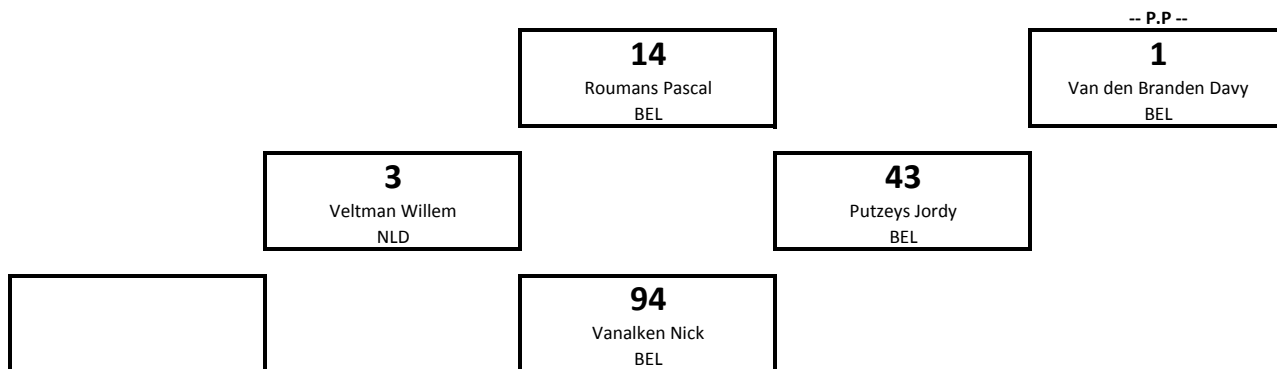 -- P.P --
14
Roumans Pascal
BEL
1
Van den Branden Davy
BEL
3
Veltman Willem
NLD
43
Putzeys Jordy
BEL
94
Vanalken Nick
BEL